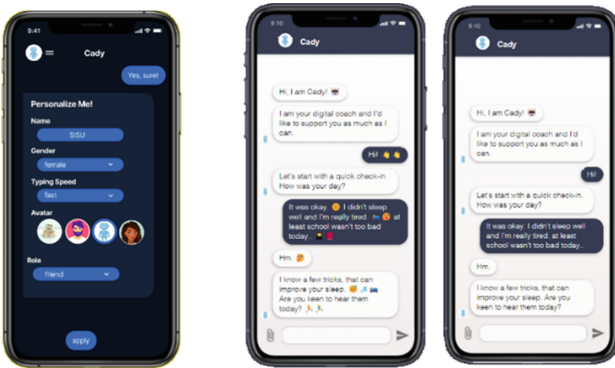 9:41
Cady
Yes, sure!
Personalize Me!
Name
SISU
Gender
female
Typing Speed
fast
Avatar
Role
friend
apply
9:10
Cady
Hi, I am Cady!
I am your digital coach and I'd
like to support you as much as I
can.
Hi!
Let's start with a quick check-in.
How was your day?
It was okay. I didn't sleep
well and I'm really tired. at
least school wasn't too bad
today..
Hm.
I know a few tricks, that can
improve your sleep.
Are you keen to hear them
today?
9:10
Cady
Hi, I am Cady!
I am your digital coach and I'd
like to support you as much as I
can.
Hi!
Let's start with a quick check-in.
How was your day?
It was okay. I didn't sleep well
and I'm really tired. at least
school wasn't too bad today..
Hm.
I know a few tricks, that can
improve your sleep. Are you
keen to hear them today?